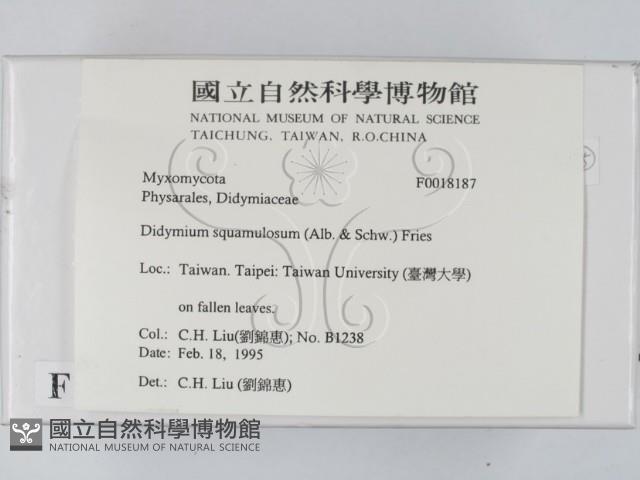 國立自然科學博物館
NATIONAL MUSEUM OF NATURAL SCIENCE
TAICHUNG, TAIWAN, R.O.CHINA
Myxomycota F0018187
Physarales, Didymiaceae
Didymium squamulosum (Alb. & Schw.) Fries
Loc.: Taiwan. Taipei: Taiwan University (臺灣大學)
on fallen leaves.
Col.: C.H. Liu(劉錦惠); No. B1238
Date: Feb. 18, 1995
Det.: C.H. Liu (劉錦惠)
F
國立自然科學博物館
NATIONAL MUSEUM OF NATURAL SCIENCE